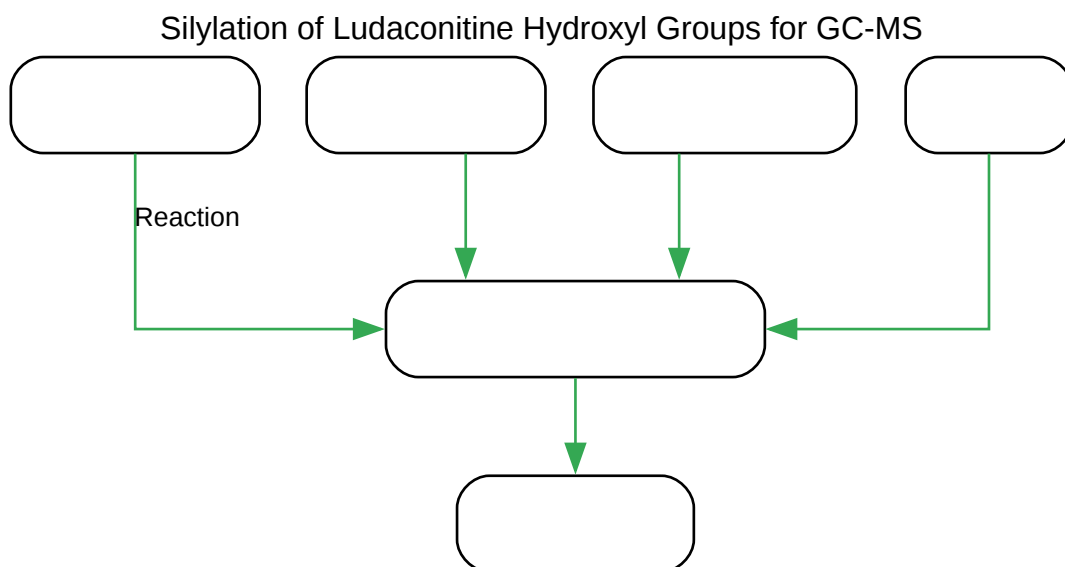 Silylation of Ludaconitine Hydroxyl Groups for GC-MS
Reaction